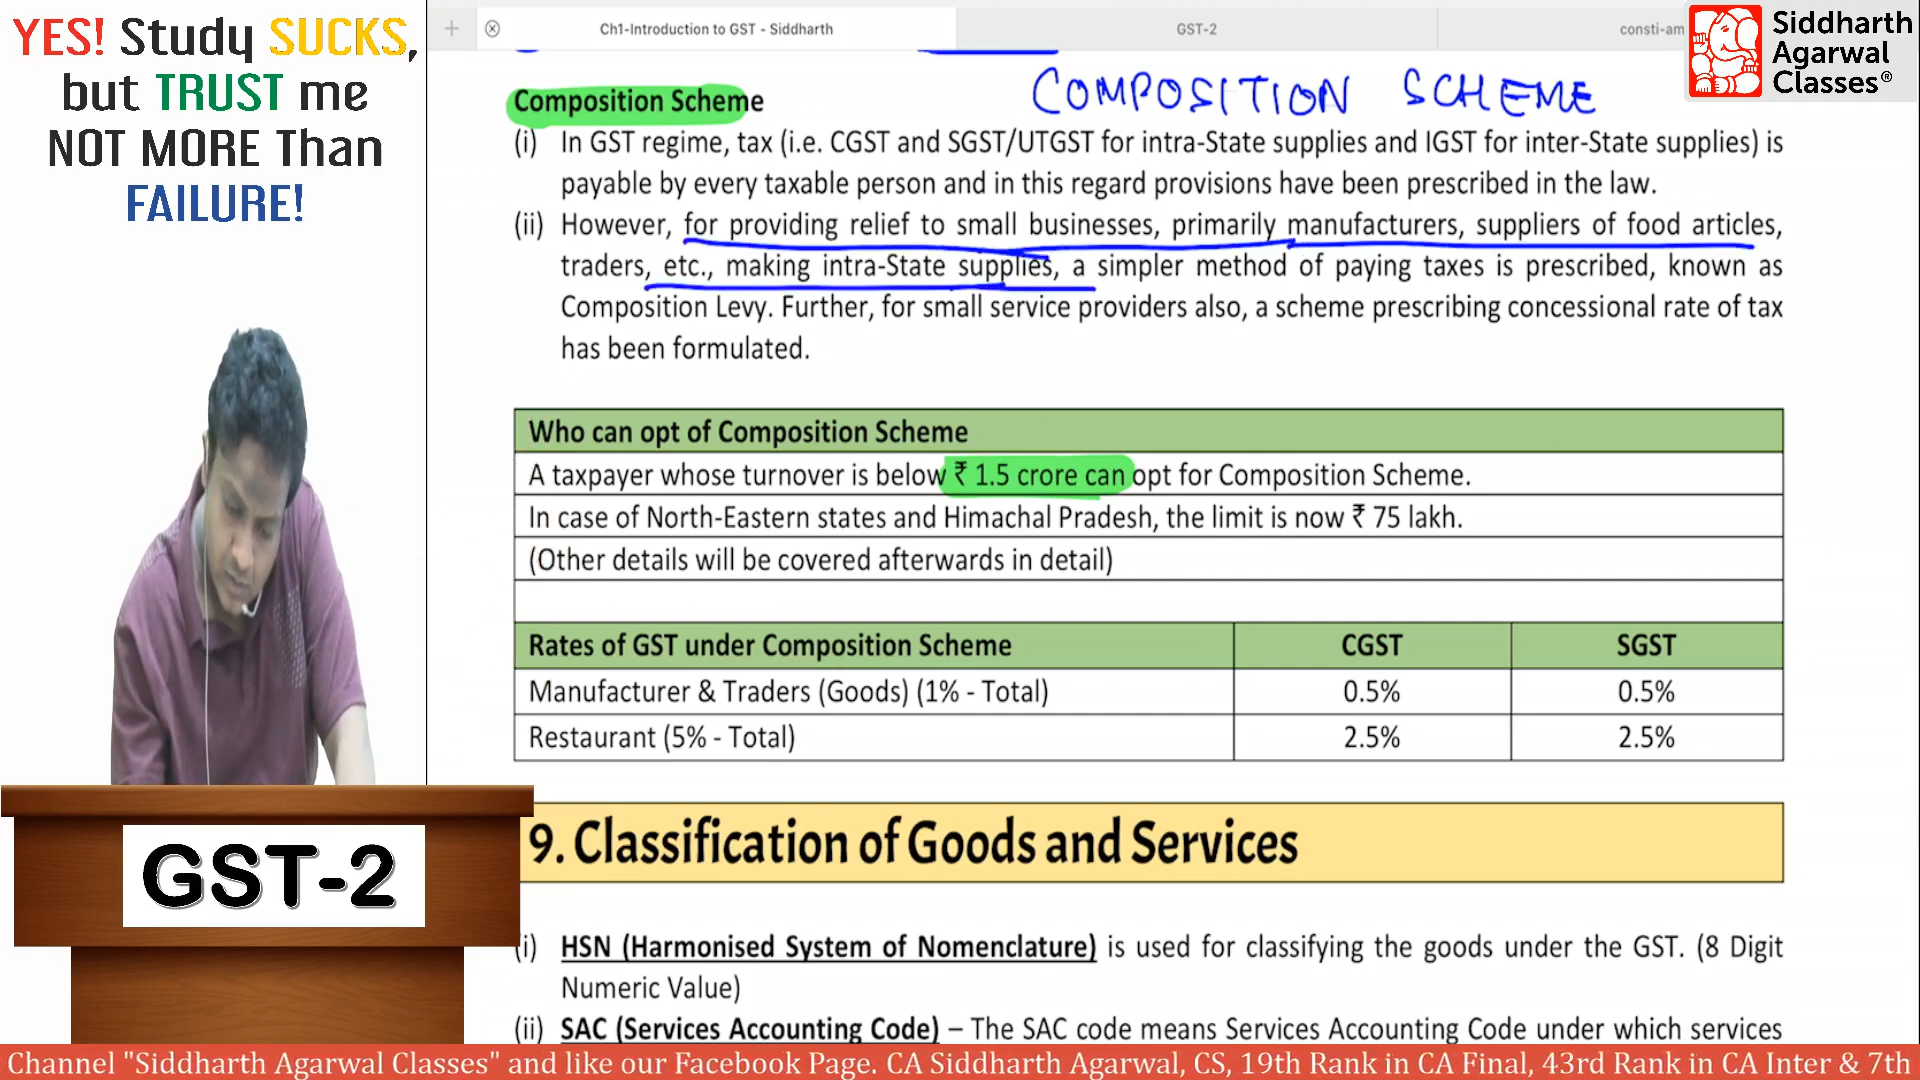 YES! Study SUCKS,
but TRUST me
NOT MORE Than
FAILURE!
Ch1-Introduction to GST - Siddharth
GST-2
consti-am
Siddharth
Agarwal
Classes®
Composition Scheme
COMPOSITION SCHEME
(i) In GST regime, tax (i.e. CGST and SGST/UTGST for intra-State supplies and IGST for inter-State supplies) is
payable by every taxable person and in this regard provisions have been prescribed in the law.
(ii) However, for providing relief to small businesses, primarily manufacturers, suppliers of food articles,
traders, etc., making intra-State supplies, a simpler method of paying taxes is prescribed, known as
Composition Levy. Further, for small service providers also, a scheme prescribing concessional rate of tax
has been formulated.
Who can opt of Composition Scheme
A taxpayer whose turnover is below ₹ 1.5 crore can opt for Composition Scheme.
In case of North-Eastern states and Himachal Pradesh, the limit is now ₹ 75 lakh.
(Other details will be covered afterwards in detail)
Rates of GST under Composition Scheme CGST SGST
Manufacturer & Traders (Goods) (1% - Total) 0.5% 0.5%
Restaurant (5% - Total) 2.5% 2.5%
GST-2
9. Classification of Goods and Services
(i) HSN (Harmonised System of Nomenclature) is used for classifying the goods under the GST. (8 Digit
Numeric Value)
(ii) SAC (Services Accounting Code) – The SAC code means Services Accounting Code under which services
Channel "Siddharth Agarwal Classes" and like our Facebook Page. CA Siddharth Agarwal, CS, 19th Rank in CA Final, 43rd Rank in CA Inter & 7th